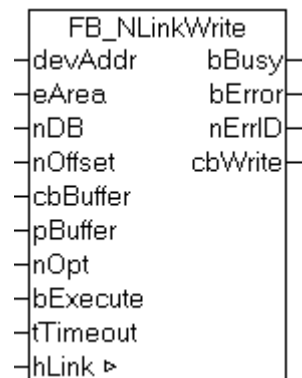 FB_NLinkWrite
devAddr bBusy
eArea bError
nDB nErrID
nOffset cbWrite
cbBuffer
pBuffer
nOpt
bExecute
tTimeout
hLink ▷